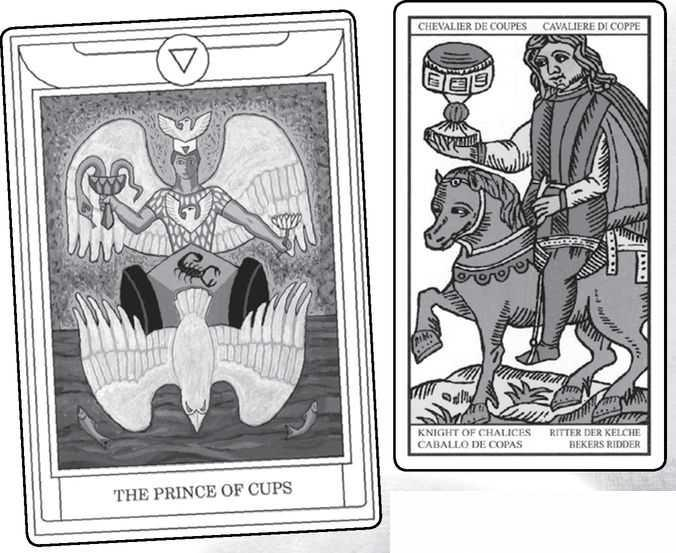 THE PRINCE OF CUPS
CHEVALIER DE COUPES CAVALIERE DI COPPE
KNIGHT OF CHALICES RITTER DER KELCHE
CABALLO DE COPAS BEKERS RIDDER